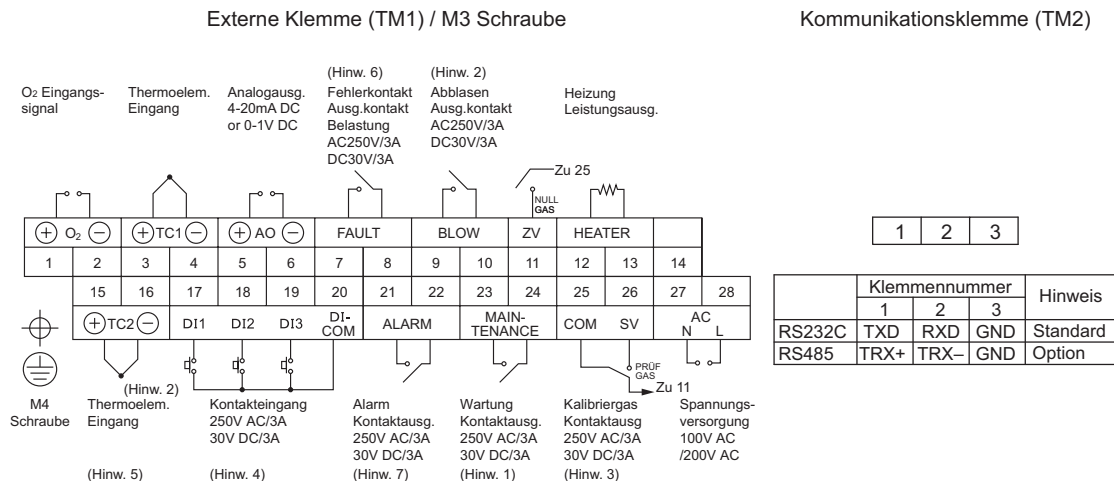 Externe Klemme (TM1) / M3 Schraube
Kommunikationsklemme (TM2)
O2 Eingangs-
signal
Thermoelem.
Eingang
Analogausg.
4-20mA DC
or 0-1V DC
(Hinw. 6)
Fehlerkontakt
Ausg.kontakt
Belastung
AC250V/3A
DC30V/3A
(Hinw. 2)
Abblasen
Ausg.kontakt
AC250V/3A
DC30V/3A
Heizung
Leistungsausg.
Zu 25
NULL
GAS
+ O2 − + TC1 − + AO − FAULT BLOW ZV HEATER
1 2 3 4 5 6 7 8 9 10 11 12 13 14
15 16 17 18 19 20 21 22 23 24 25 26 27 28
+ TC2 − DI1 DI2 DI3 DI-
COM ALARM MAIN-
TENANCE COM SV AC
N L
PRÜF
GAS
Zu 11
M4
Schraube
(Hinw. 2)
Thermoelem.
Eingang
(Hinw. 5)
Kontakteingang
250V AC/3A
30V DC/3A
(Hinw. 4)
Alarm
Kontaktausg.
250V AC/3A
30V DC/3A
(Hinw. 7)
Wartung
Kontaktausg.
250V AC/3A
30V DC/3A
(Hinw. 1)
Kalibriergas
Kontaktausg
250V AC/3A
30V DC/3A
(Hinw. 3)
Spannungs-
versorgung
100V AC
/200V AC
1 2 3
Klemmennummer Hinweis
1 2 3
RS232C TXD RXD GND Standard
RS485 TRX+ TRX– GND Option